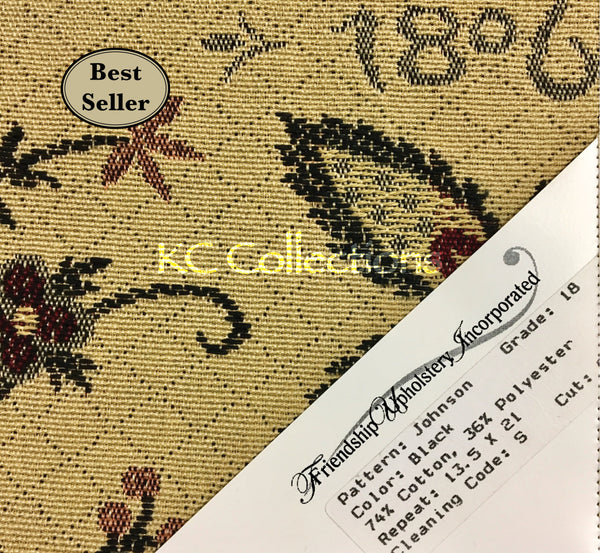 1806
Best
Seller
KC Collections
Friendship Upholstery Incorporated
Pattern: Johnson Grade: 18
Color: Black
74% Cotton, 36% Polyester
Repeat: 13.5 X 21 Cut:
Cleaning Code: S